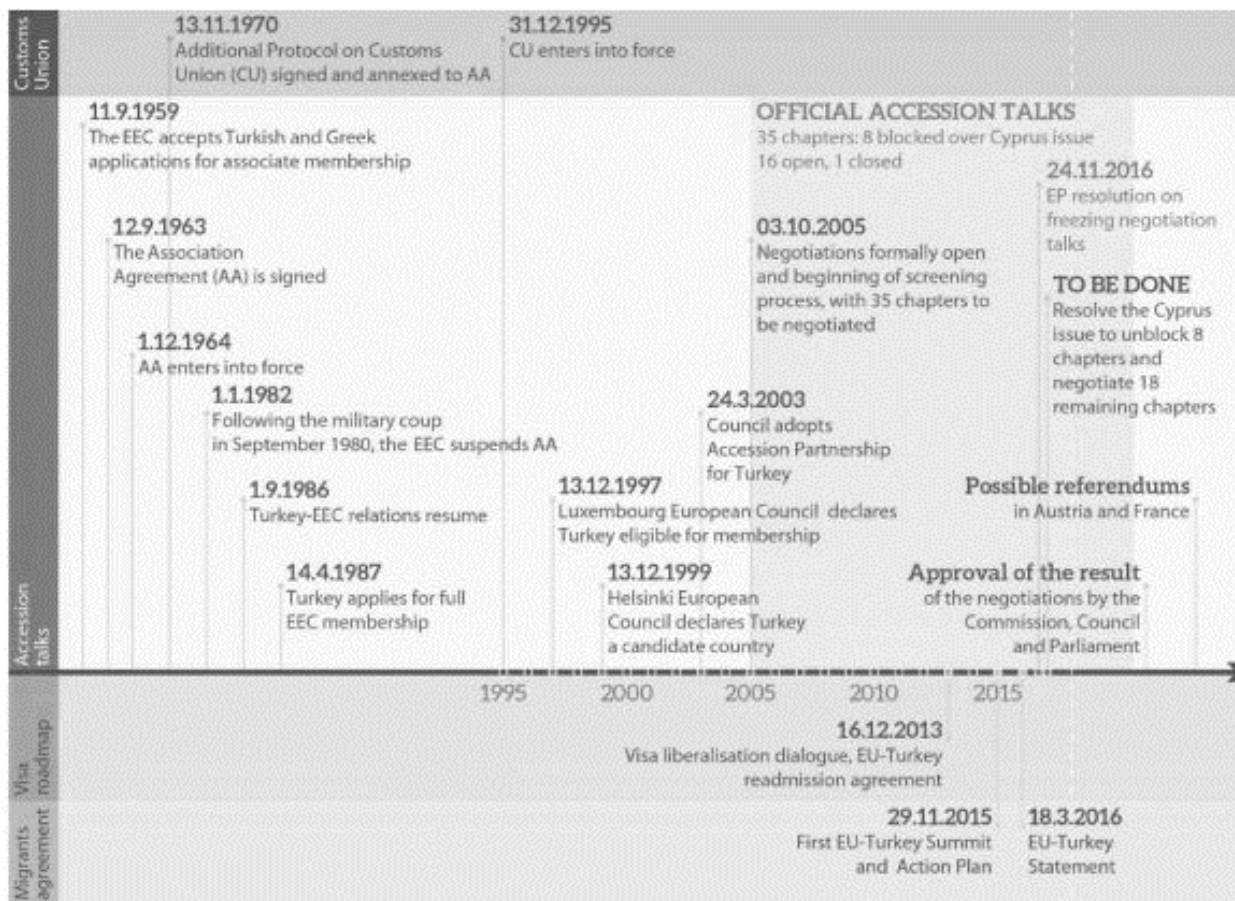 Customs
Union
13.11.1970
Additional Protocol on Customs
Union (CU) signed and annexed to AA
31.12.1995
CU enters into force
Accession
talks
11.9.1959
The EEC accepts Turkish and Greek
applications for associate membership
12.9.1963
The Association
Agreement (AA) is signed
1.12.1964
AA enters into force
1.1.1982
Following the military coup
in September 1980, the EEC suspends AA
1.9.1986
Turkey-EEC relations resume
14.4.1987
Turkey applies for full
EEC membership
13.12.1997
Luxembourg European Council declares
Turkey eligible for membership
13.12.1999
Helsinki European
Council declares Turkey
a candidate country
24.3.2003
Council adopts
Accession Partnership
for Turkey
OFFICIAL ACCESSION TALKS
35 chapters: 8 blocked over Cyprus issue
16 open, 1 closed
03.10.2005
Negotiations formally open
and beginning of screening
process, with 35 chapters to
be negotiated
24.11.2016
EP resolution on
freezing negotiation
talks
TO BE DONE
Resolve the Cyprus
issue to unblock 8
chapters and
negotiate 18
remaining chapters
Possible referendums
in Austria and France
Approval of the result
of the negotiations by the
Commission, Council
and Parliament
1995 2000 2005 2010 2015
Visa
roadmap
16.12.2013
Visa liberalisation dialogue, EU-Turkey
readmission agreement
Migrants
agreement
29.11.2015
First EU-Turkey Summit
and Action Plan
18.3.2016
EU-Turkey
Statement